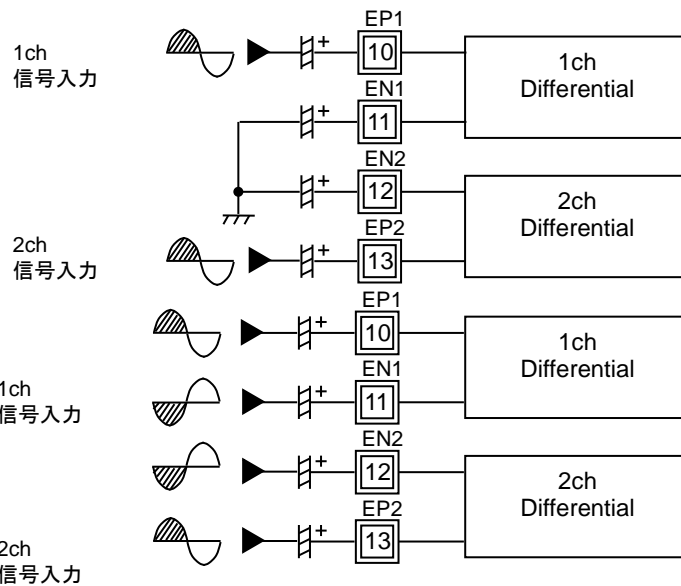 1ch
信号入力
EP1
+
10
1ch
Differential
EN1
+
11
EN2
+
12
2ch
Differential
2ch
信号入力
EP2
+
13
EP1
+
10
1ch
Differential
1ch
信号入力
EN1
+
11
EN2
+
12
2ch
Differential
2ch
信号入力
EP2
+
13